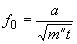 f₀ = a / √(m″t)